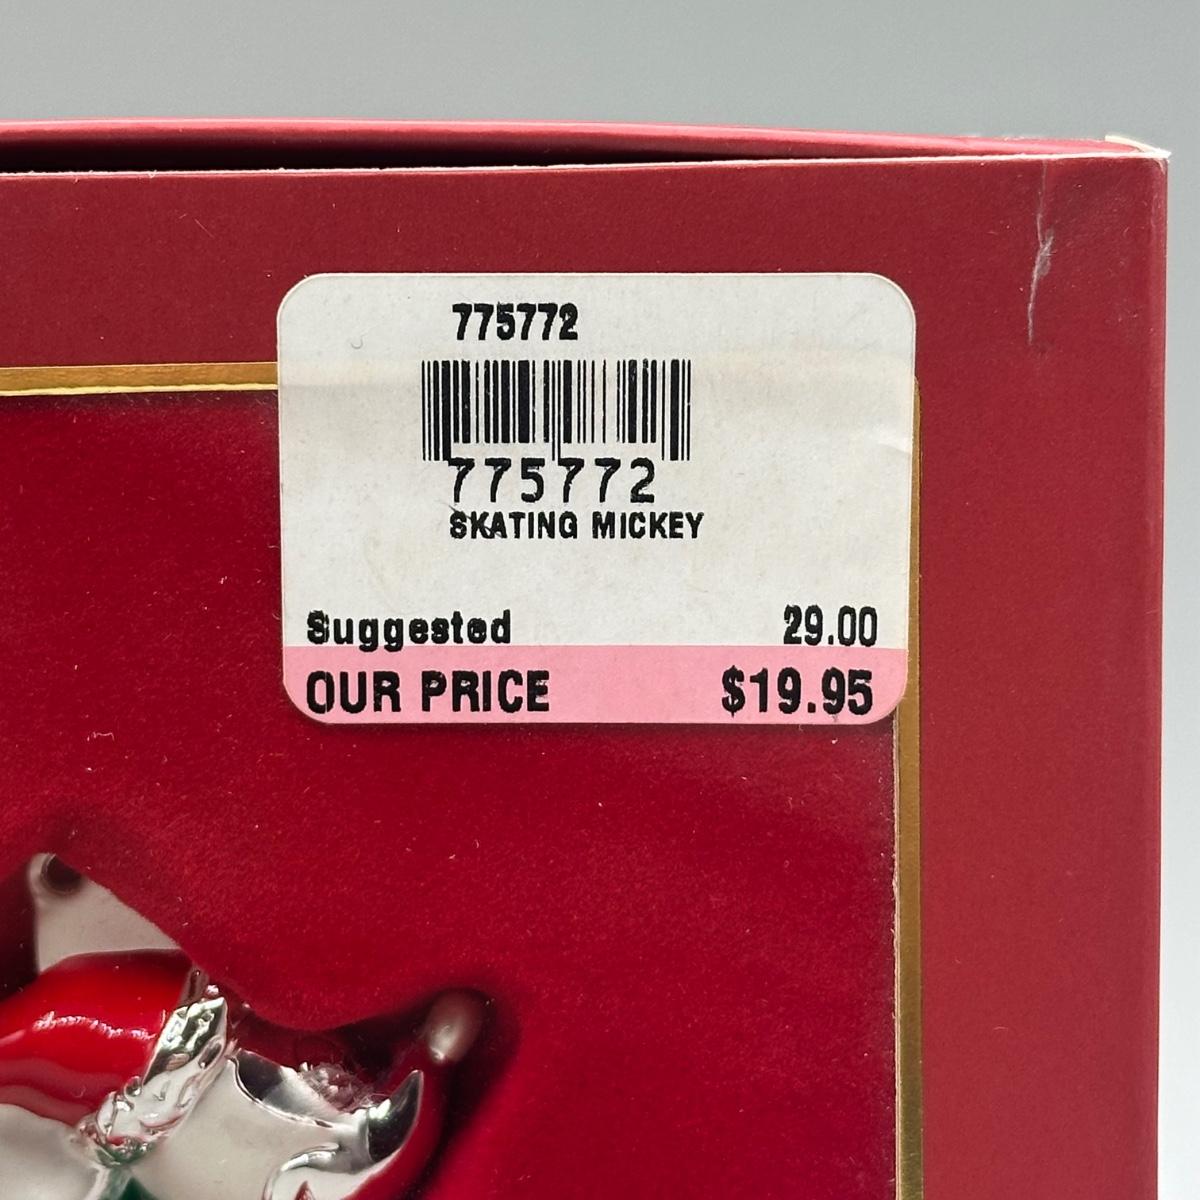 775772
775772
SKATING MICKEY
Suggested 29.00
OUR PRICE $19.95